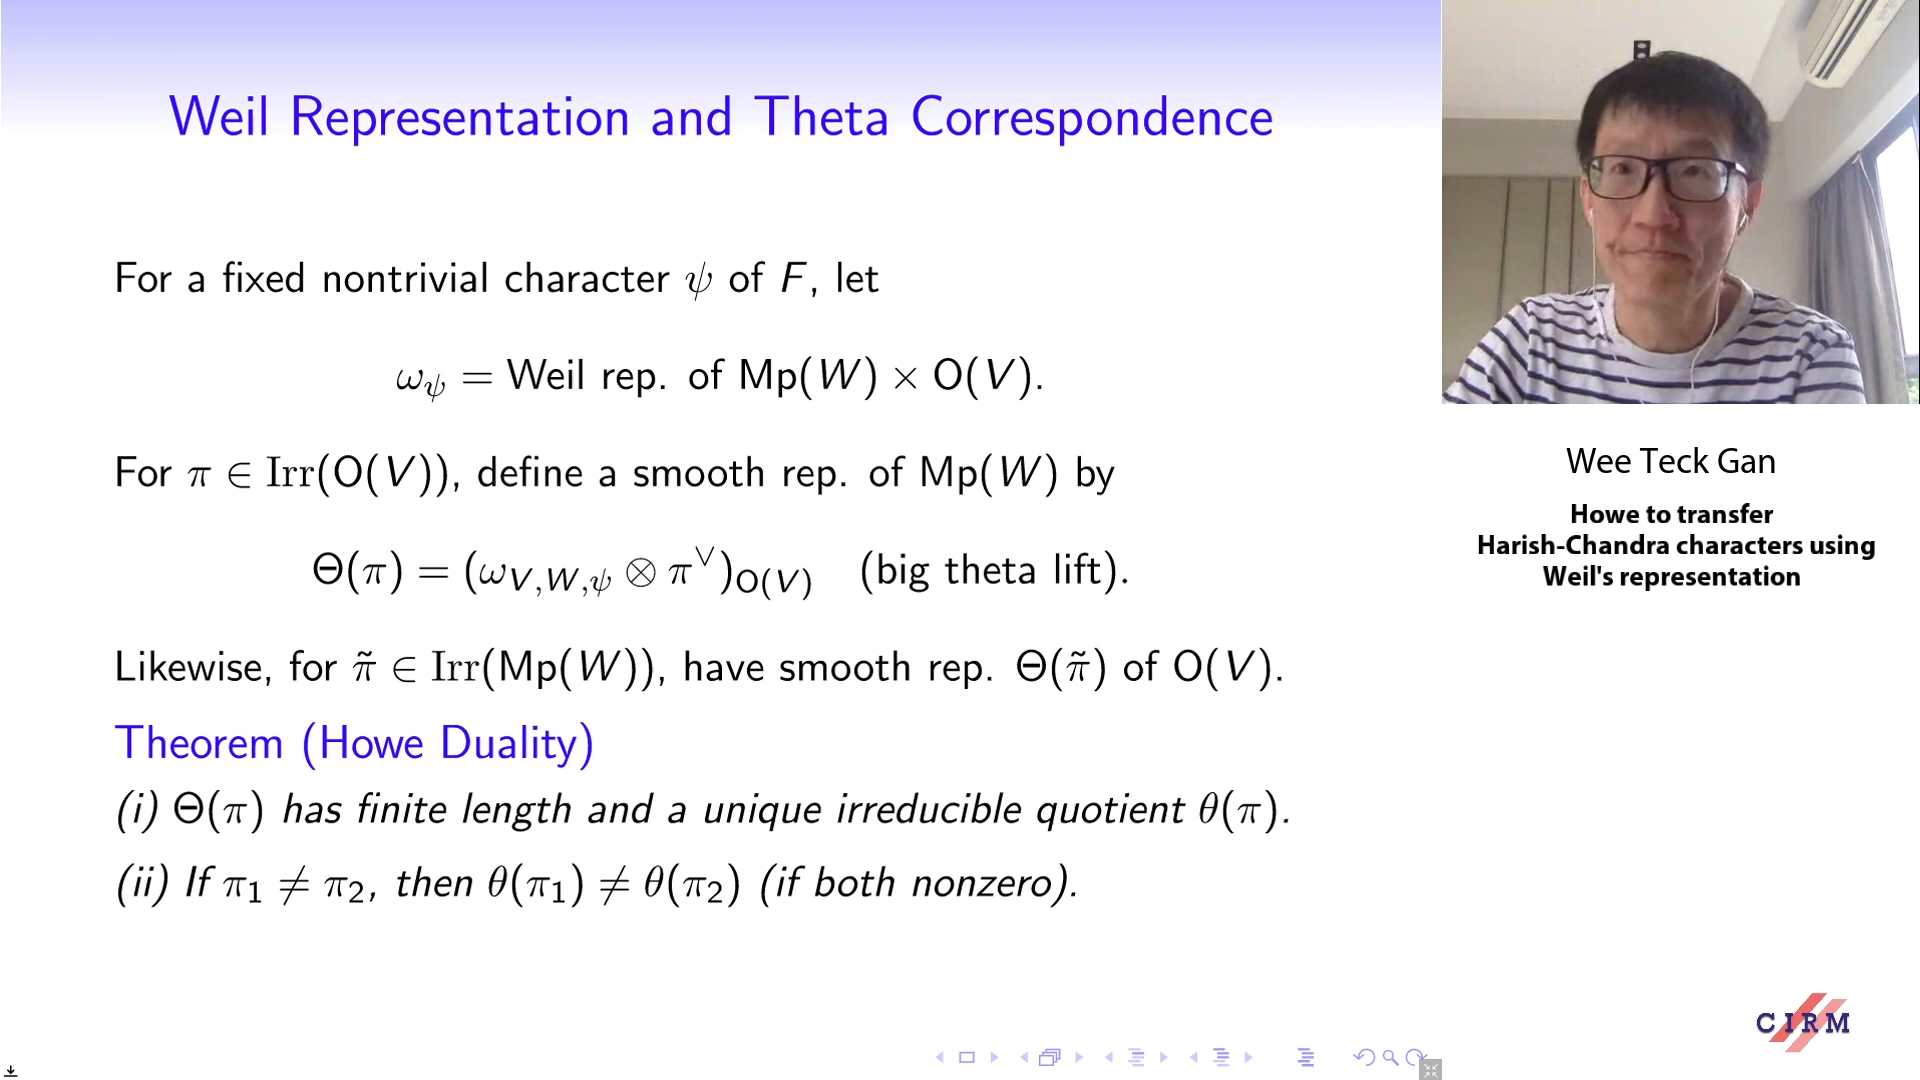 Weil Representation and Theta Correspondence
For a fixed nontrivial character ψ of F, let
ω_ψ = Weil rep. of Mp(W) × O(V).
For π ∈ Irr(O(V)), define a smooth rep. of Mp(W) by
Θ(π) = (ω_{V,W,ψ} ⊗ π^∨)_{O(V)} (big theta lift).
Likewise, for π̃ ∈ Irr(Mp(W)), have smooth rep. Θ(π̃) of O(V).
Theorem (Howe Duality)
(i) Θ(π) has finite length and a unique irreducible quotient θ(π).
(ii) If π₁ ≠ π₂, then θ(π₁) ≠ θ(π₂) (if both nonzero).
Wee Teck Gan
Howe to transfer
Harish-Chandra characters using
Weil's representation
CIRM